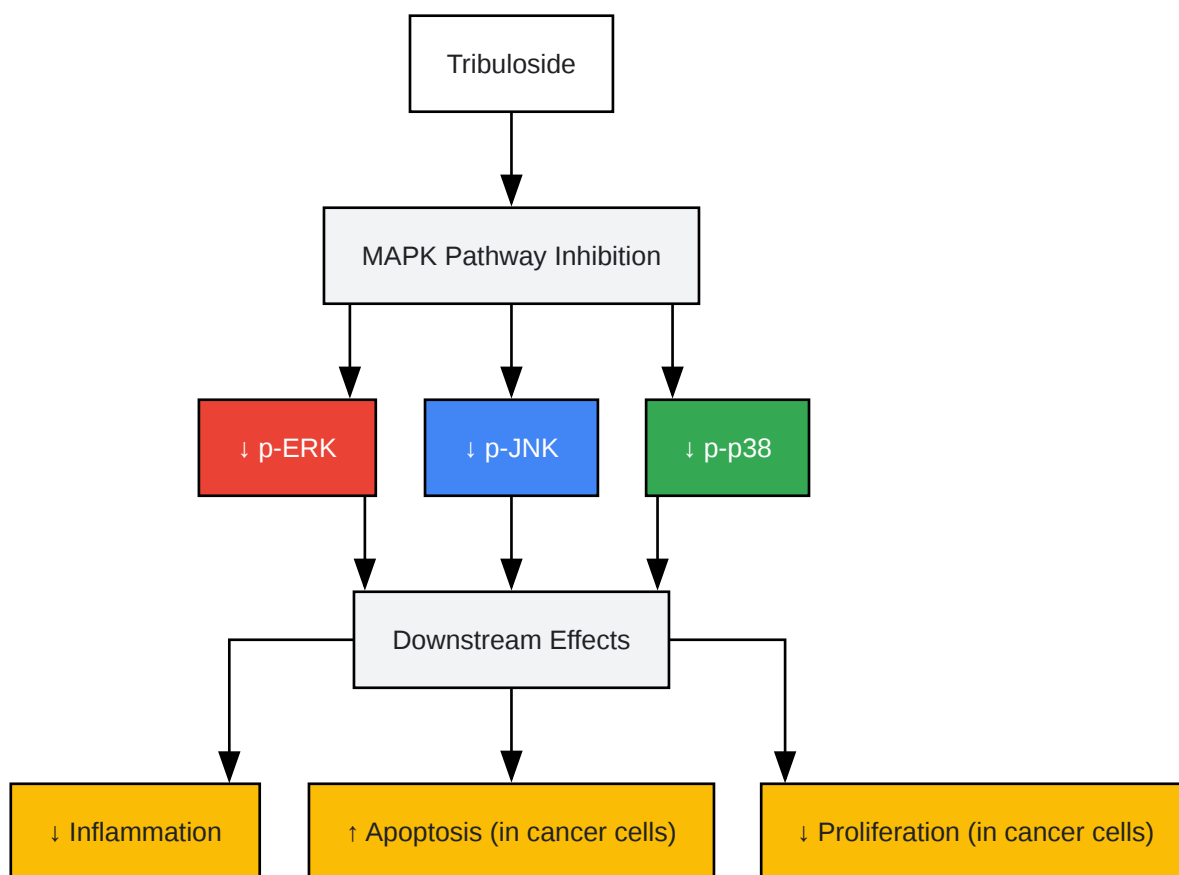 Tribuloside
MAPK Pathway Inhibition
↓ p-ERK
↓ p-JNK
↓ p-p38
Downstream Effects
↓ Inflammation
↑ Apoptosis (in cancer cells)
↓ Proliferation (in cancer cells)